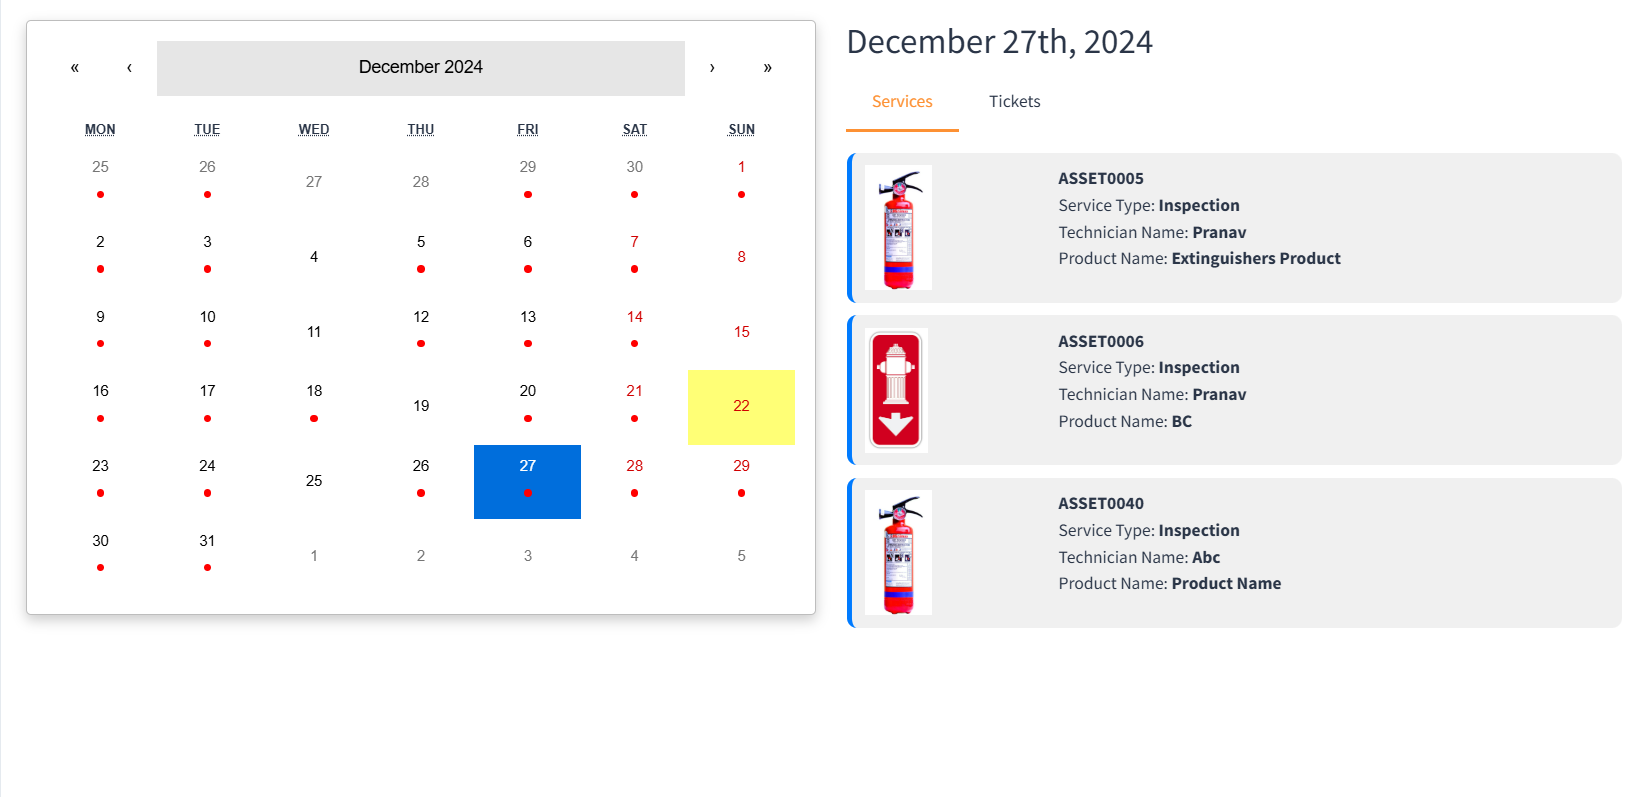 « ‹ December 2024 › »
MON TUE WED THU FRI SAT SUN
25 26 27 28 29 30 1
2 3 4 5 6 7 8
9 10 11 12 13 14 15
16 17 18 19 20 21 22
23 24 25 26 27 28 29
30 31 1 2 3 4 5
December 27th, 2024
Services Tickets
ASSET0005
Service Type: Inspection
Technician Name: Pranav
Product Name: Extinguishers Product
ASSET0006
Service Type: Inspection
Technician Name: Pranav
Product Name: BC
ASSET0040
Service Type: Inspection
Technician Name: Abc
Product Name: Product Name